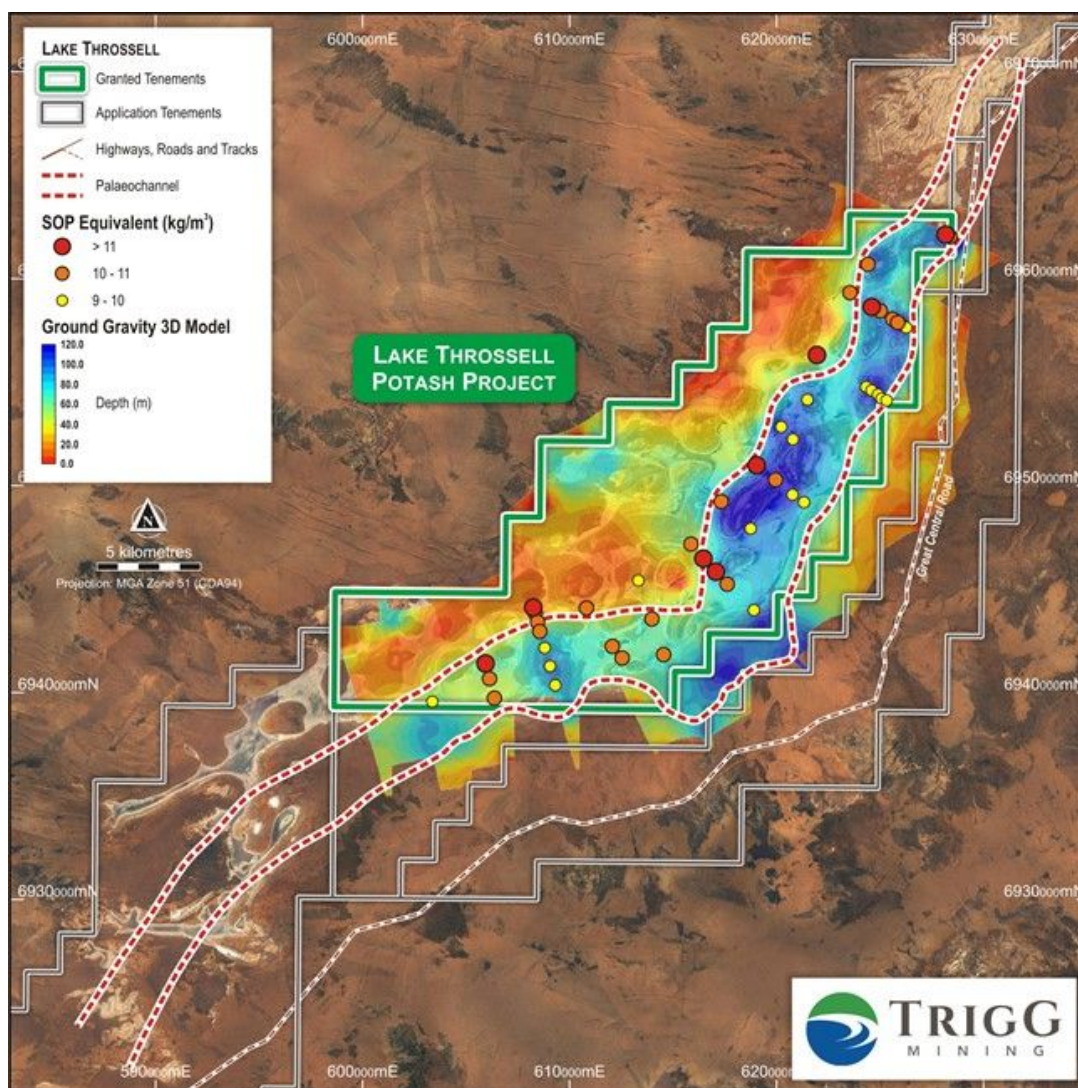 LAKE THROSSELL
Granted Tenements
Application Tenements
Highways, Roads and Tracks
Palaeochannel
SOP Equivalent (kg/m³)
> 11
10 - 11
9 - 10
Ground Gravity 3D Model
120.0
100.0
80.0
60.0
40.0
20.0
0.0
Depth (m)
N
5 kilometres
Projection: MGA Zone 51 (GDA94)
600000mE
610000mE
620000mE
630000mE
6970000mN
6960000mN
LAKE THROSSELL
POTASH PROJECT
6950000mN
Great Central Road
6940000mN
6940000mN
6930000mN
6930000mN
590000mE
600000mE
610000mE
620000mE
TRIGG
MINING